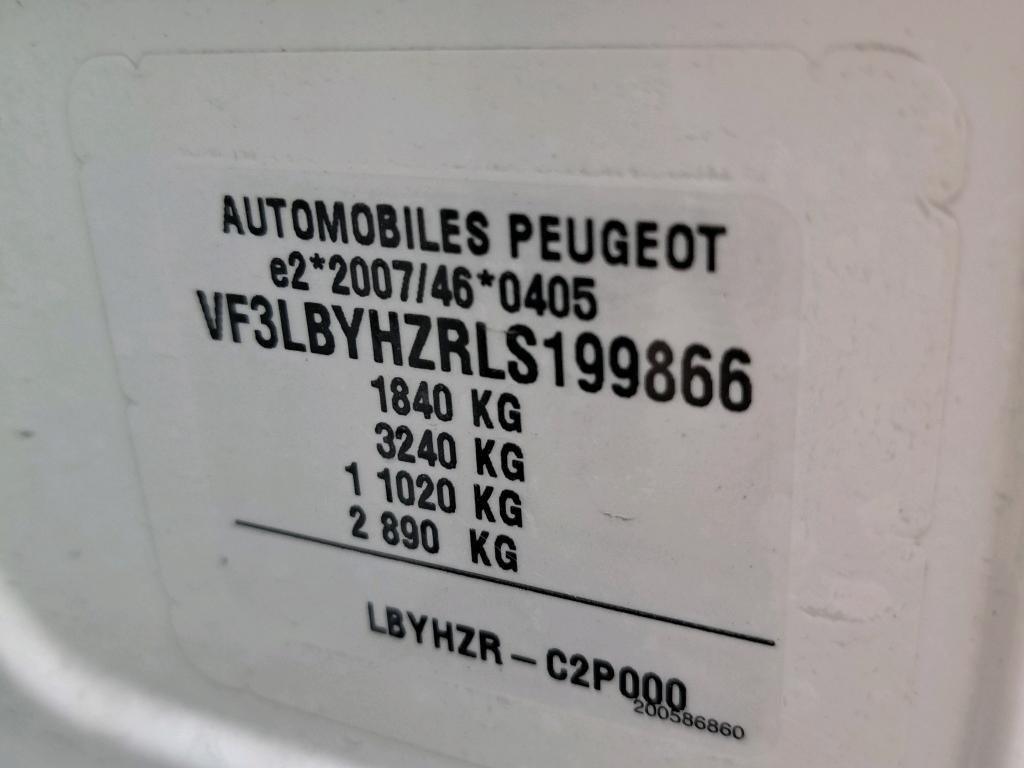 AUTOMOBILES PEUGEOT
e2*2007/46*0405
VF3LBYHZRLS199866
1840 KG
3240 KG
1 1020 KG
2 890 KG
LBYHZR – C2P000
200586860